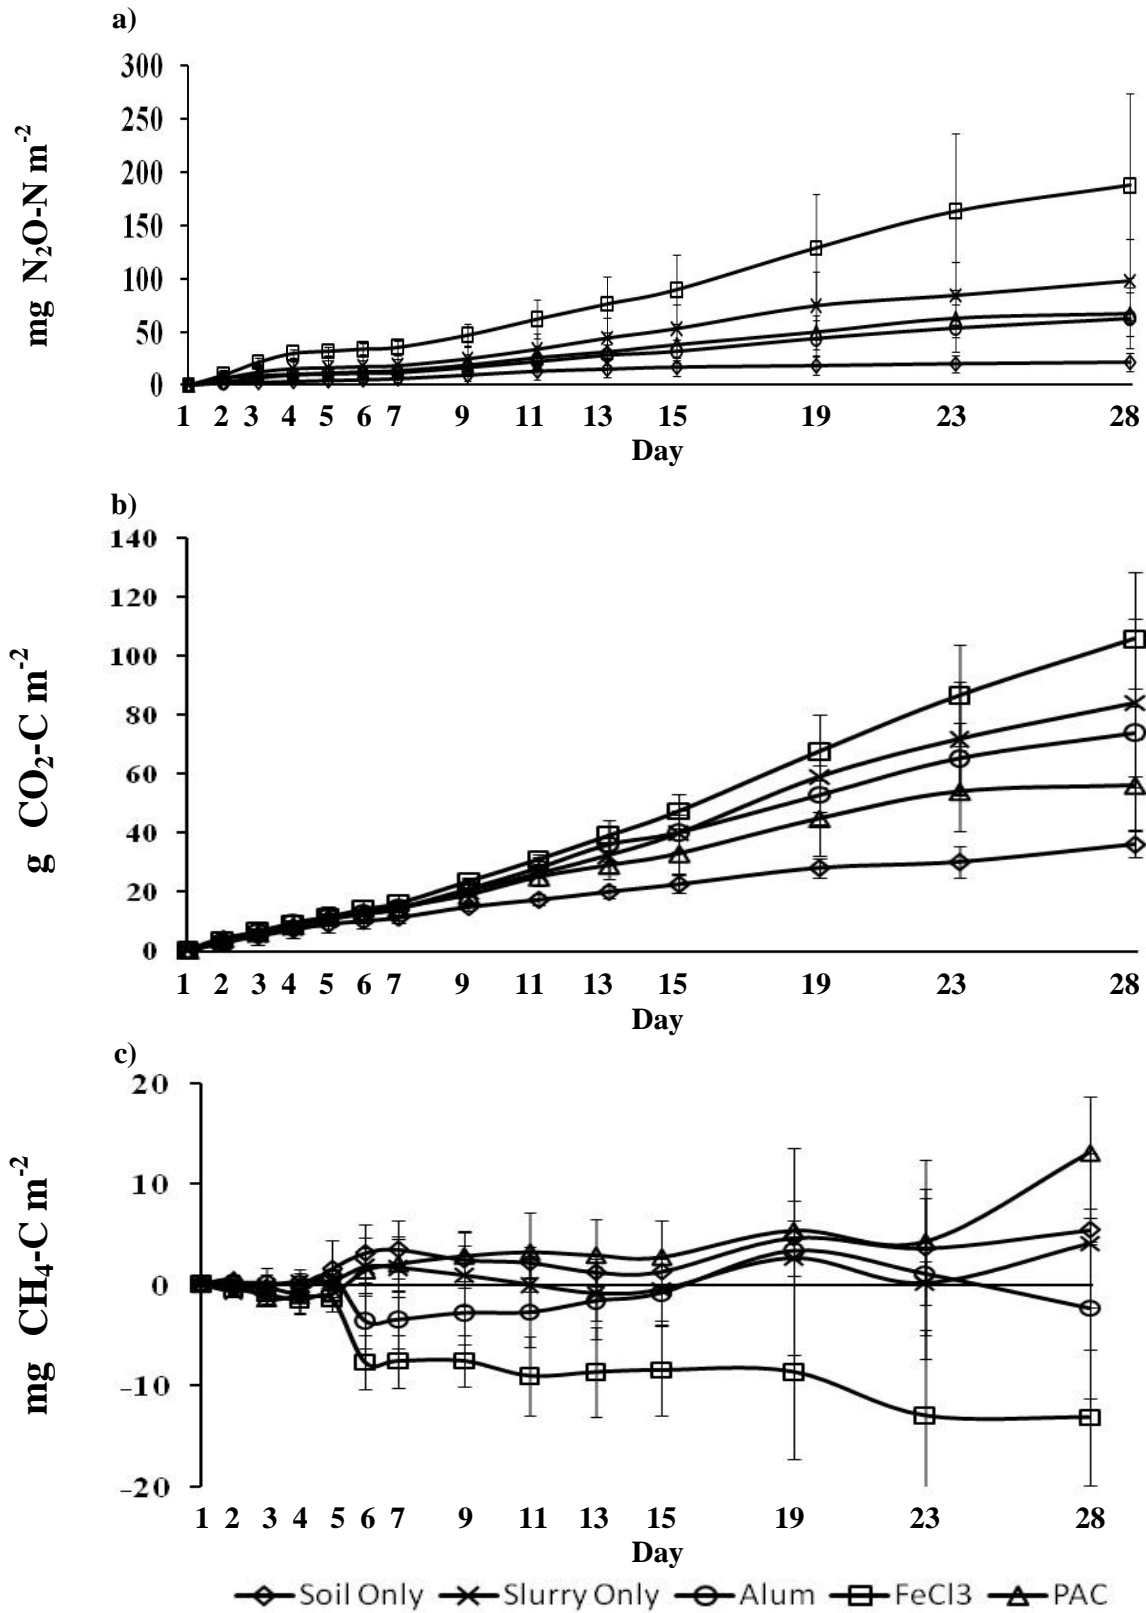 a)
mg N₂O-N m⁻²
300
250
200
150
100
50
0
1 2 3 4 5 6 7 9 11 13 15 19 23 28
Day
b)
g CO₂-C m⁻²
140
120
100
80
60
40
20
0
1 2 3 4 5 6 7 9 11 13 15 19 23 28
Day
c)
mg CH₄-C m⁻²
20
10
0
-10
-20
1 2 3 4 5 6 7 9 11 13 15 19 23 28
Day
Soil Only Slurry Only Alum FeCl3 PAC